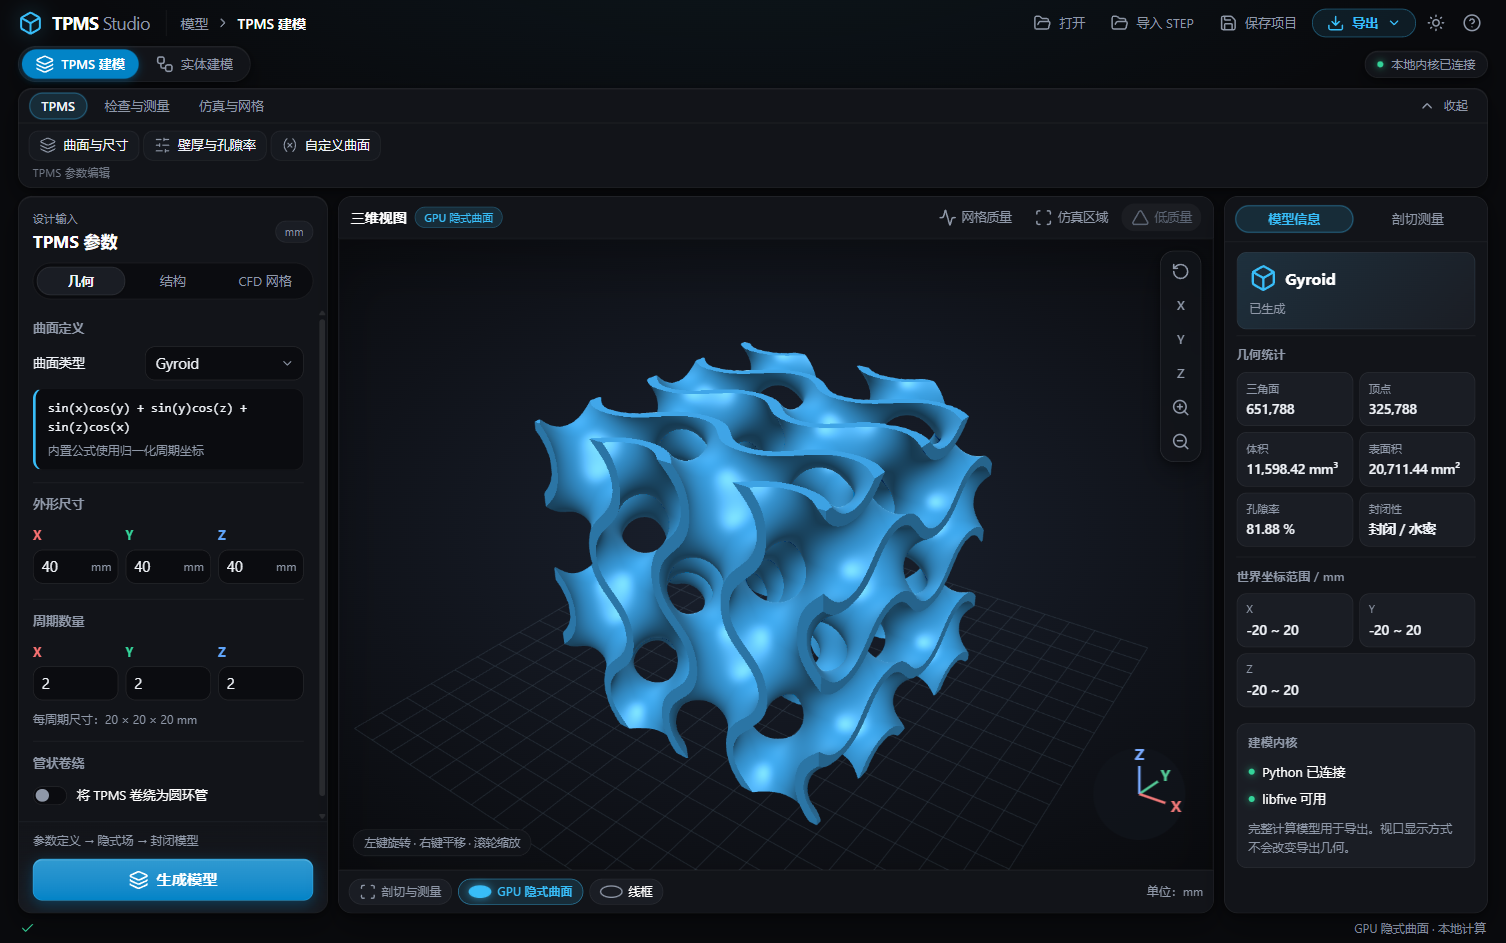 TPMS Studio
模型 > TPMS 建模
打开
导入 STEP
保存项目
导出
TPMS 建模
实体建模
本地内核已连接
TPMS
检查与测量
仿真与网格
收起
曲面与尺寸
壁厚与孔隙率
(x) 自定义曲面
TPMS 参数编辑
设计输入
TPMS 参数
mm
几何
结构
CFD 网格
曲面定义
曲面类型
Gyroid
sin(x)cos(y) + sin(y)cos(z) +
sin(z)cos(x)
内置公式使用归一化周期坐标
外形尺寸
X Y Z
40 mm 40 mm 40 mm
周期数量
X Y Z
2 2 2
每周期尺寸：20 × 20 × 20 mm
管状卷绕
将 TPMS 卷绕为圆环管
参数定义 → 隐式场 → 封闭模型
生成模型
三维视图
GPU 隐式曲面
网格质量
仿真区域
低质量
X
Y
Z
Z
Y
X
左键旋转 · 右键平移 · 滚轮缩放
剖切与测量
GPU 隐式曲面
线框
单位：mm
模型信息
剖切测量
Gyroid
已生成
几何统计
三角面 顶点
651,788 325,788
体积 表面积
11,598.42 mm³ 20,711.44 mm²
孔隙率 封闭性
81.88 % 封闭 / 水密
世界坐标范围 / mm
X Y
-20 ~ 20 -20 ~ 20
Z
-20 ~ 20
建模内核
Python 已连接
libfive 可用
完整计算模型用于导出。视口显示方式
不会改变导出几何。
GPU 隐式曲面 · 本地计算